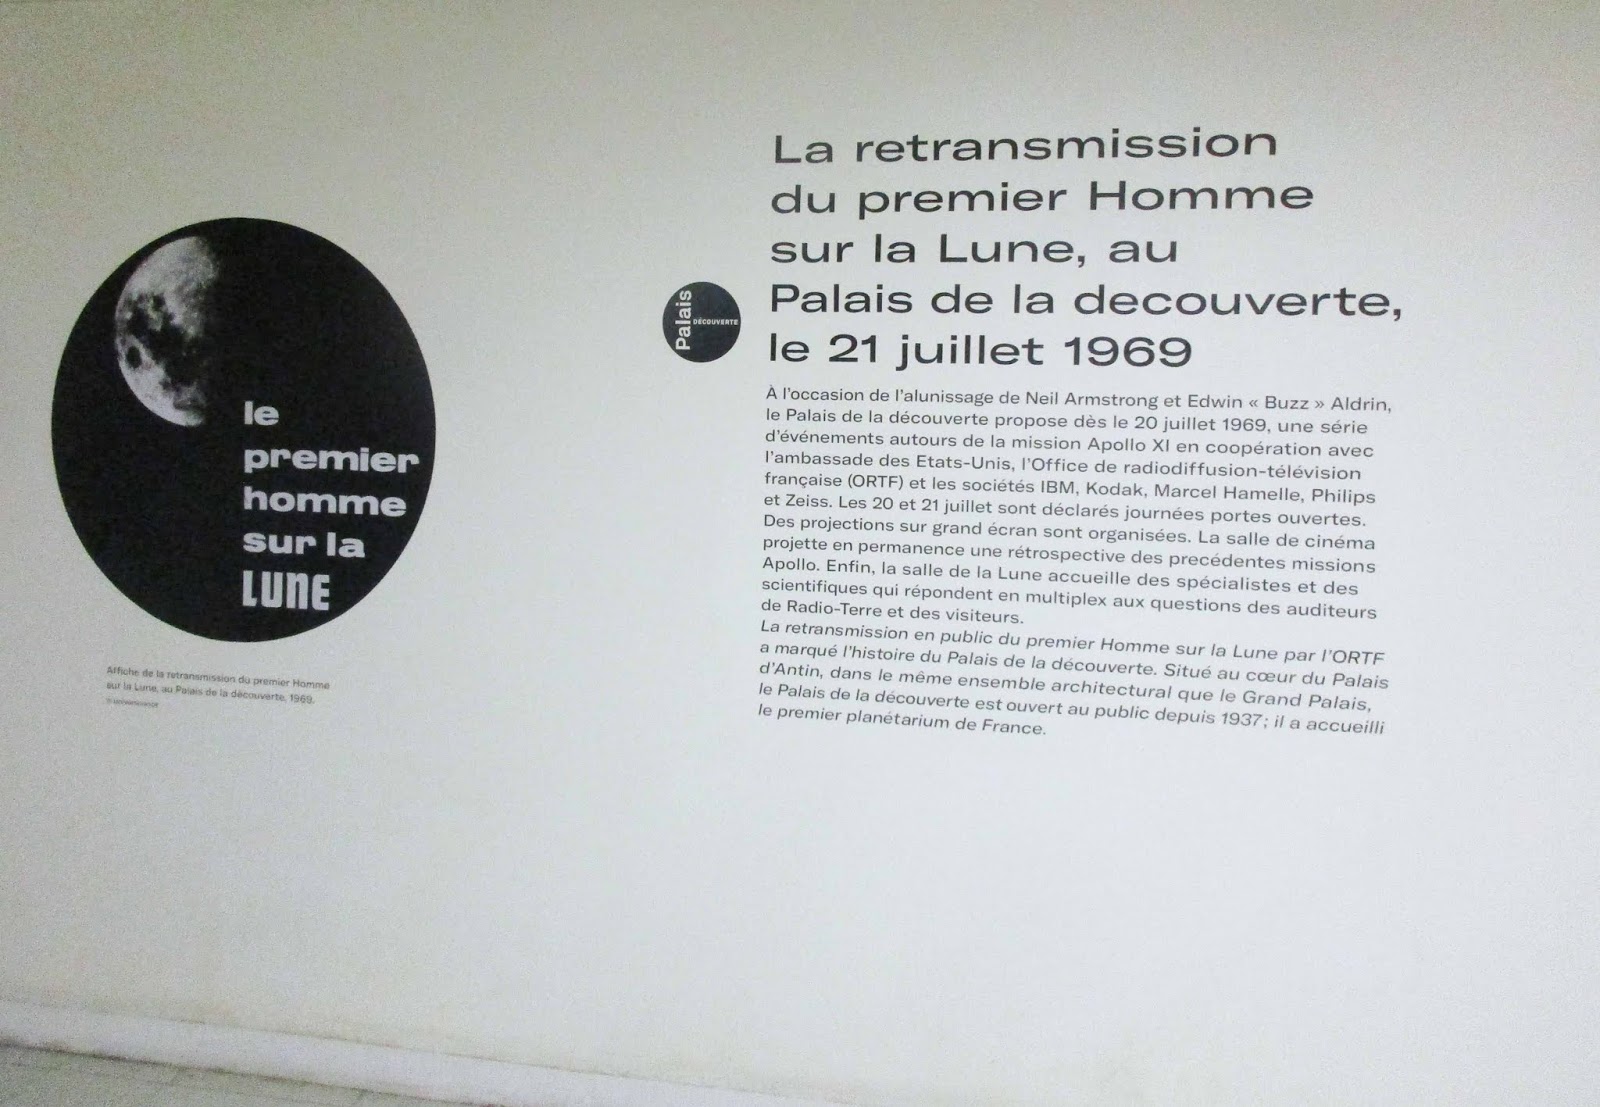 le
premier
homme
sur la
LUNE
Affiche de la retransmission du premier Homme
sur la Lune, au Palais de la découverte, 1969.
Palais
DÉCOUVERTE
La retransmission
du premier Homme
sur la Lune, au
Palais de la decouverte,
le 21 juillet 1969
À l'occasion de l'alunissage de Neil Armstrong et Edwin « Buzz » Aldrin,
le Palais de la découverte propose dès le 20 juillet 1969, une série
d'événements autours de la mission Apollo XI en coopération avec
l'ambassade des Etats-Unis, l'Office de radiodiffusion-télévision
française (ORTF) et les sociétés IBM, Kodak, Marcel Hamelle, Philips
et Zeiss. Les 20 et 21 juillet sont déclarés journées portes ouvertes.
Des projections sur grand écran sont organisées. La salle de cinéma
projette en permanence une rétrospective des precédentes missions
Apollo. Enfin, la salle de la Lune accueille des spécialistes et des
scientifiques qui répondent en multiplex aux questions des auditeurs
de Radio-Terre et des visiteurs.
La retransmission en public du premier Homme sur la Lune par l'ORTF
a marqué l'histoire du Palais de la découverte. Situé au cœur du Palais
d'Antin, dans le même ensemble architectural que le Grand Palais,
le Palais de la découverte est ouvert au public depuis 1937; il a accueilli
le premier planétarium de France.